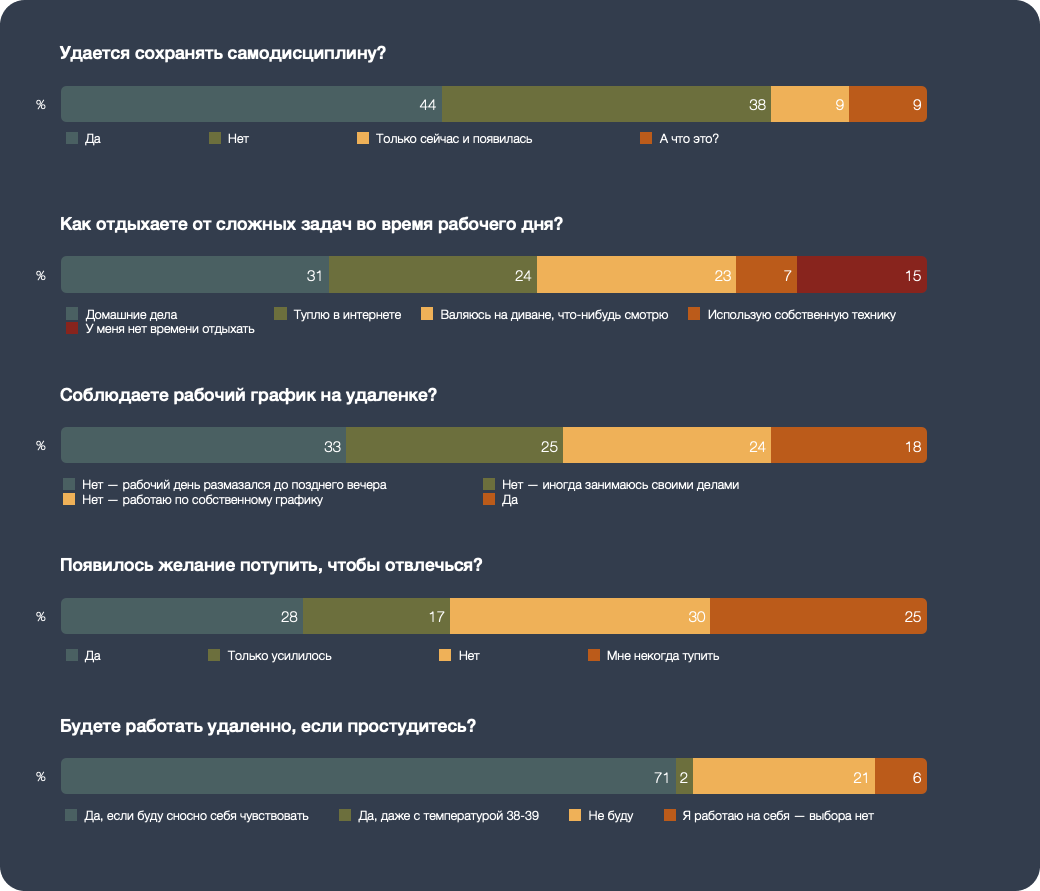 Удается сохранять самодисциплину?
% 44 38 9 9
Да Нет Только сейчас и появилась А что это?
Как отдыхаете от сложных задач во время рабочего дня?
% 31 24 23 7 15
Домашние дела Туплю в интернете Валяюсь на диване, что-нибудь смотрю Использую собственную технику
У меня нет времени отдыхать
Соблюдаете рабочий график на удаленке?
% 33 25 24 18
Нет — рабочий день размазался до позднего вечера Нет — иногда занимаюсь своими делами
Нет — работаю по собственному графику Да
Появилось желание потупить, чтобы отвлечься?
% 28 17 30 25
Да Только усилилось Нет Мне некогда тупить
Будете работать удаленно, если простудитесь?
% 71 2 21 6
Да, если буду сносно себя чувствовать Да, даже с температурой 38-39 Не буду Я работаю на себя — выбора нет